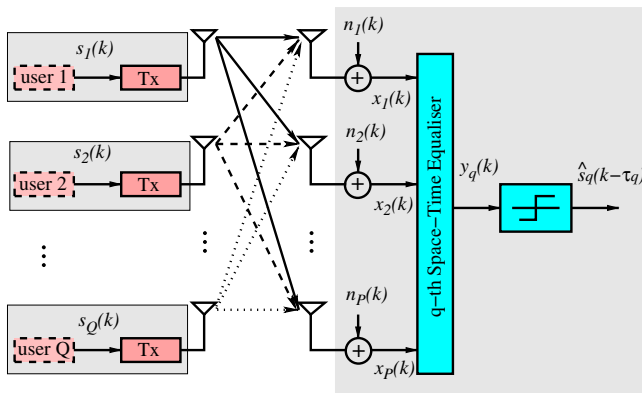 s1(k)
user 1
Tx
n1(k)
x1(k)
s2(k)
user 2
Tx
n2(k)
x2(k)
sQ(k)
user Q
Tx
nP(k)
xP(k)
q-th Space-Time Equaliser
yq(k)
ŝq(k-τq)